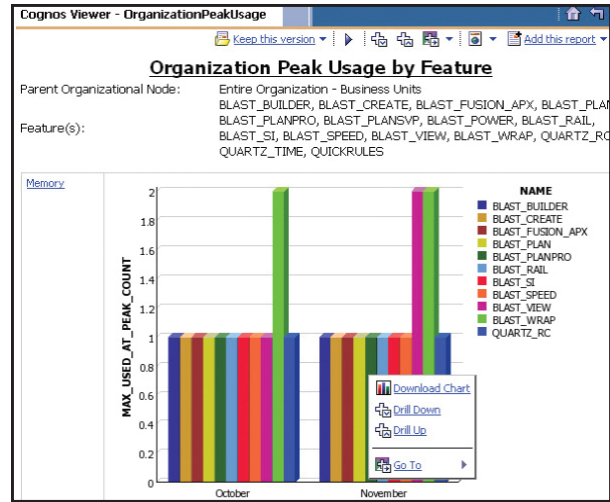 Cognos Viewer - OrganizationPeakUsage
Keep this version
Add this report
Organization Peak Usage by Feature
Parent Organizational Node: Entire Organization - Business Units
BLAST_BUILDER, BLAST_CREATE, BLAST_FUSION_APX, BLAST_PLAN
Feature(s): BLAST_PLANPRO, BLAST_PLANSVP, BLAST_POWER, BLAST_RAIL,
BLAST_SI, BLAST_SPEED, BLAST_VIEW, BLAST_WRAP, QUARTZ_RC
QUARTZ_TIME, QUICKRULES
Memory
MAX_USED_AT_PEAK_COUNT
2
1.8
1.6
1.4
1.2
1
0.8
0.6
0.4
0.2
0
October
November
NAME
BLAST_BUILDER
BLAST_CREATE
BLAST_FUSION_APX
BLAST_PLAN
BLAST_PLANPRO
BLAST_RAIL
BLAST_SI
BLAST_SPEED
BLAST_VIEW
BLAST_WRAP
QUARTZ_RC
Download Chart
Drill Down
Drill Up
Go To